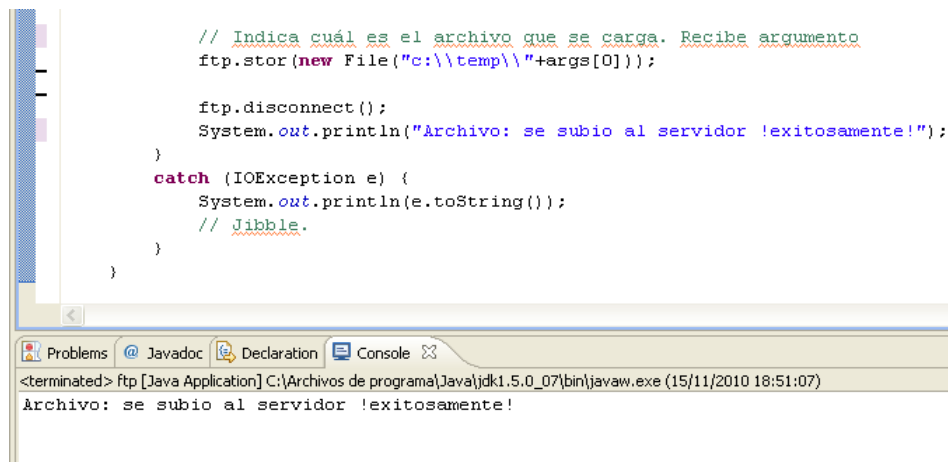 // Indica cuál es el archivo que se carga. Recibe argumento
ftp.stor(new File("c:\\temp\\"+args[0]));
ftp.disconnect();
System.out.println("Archivo: se subio al servidor !exitosamente!");
}
catch (IOException e) {
System.out.println(e.toString());
// Jibble.
}
}
Problems @ Javadoc Declaration Console
<terminated> ftp [Java Application] C:\Archivos de programa\Java\jdk1.5.0_07\bin\javaw.exe (15/11/2010 18:51:07)
Archivo: se subio al servidor !exitosamente!